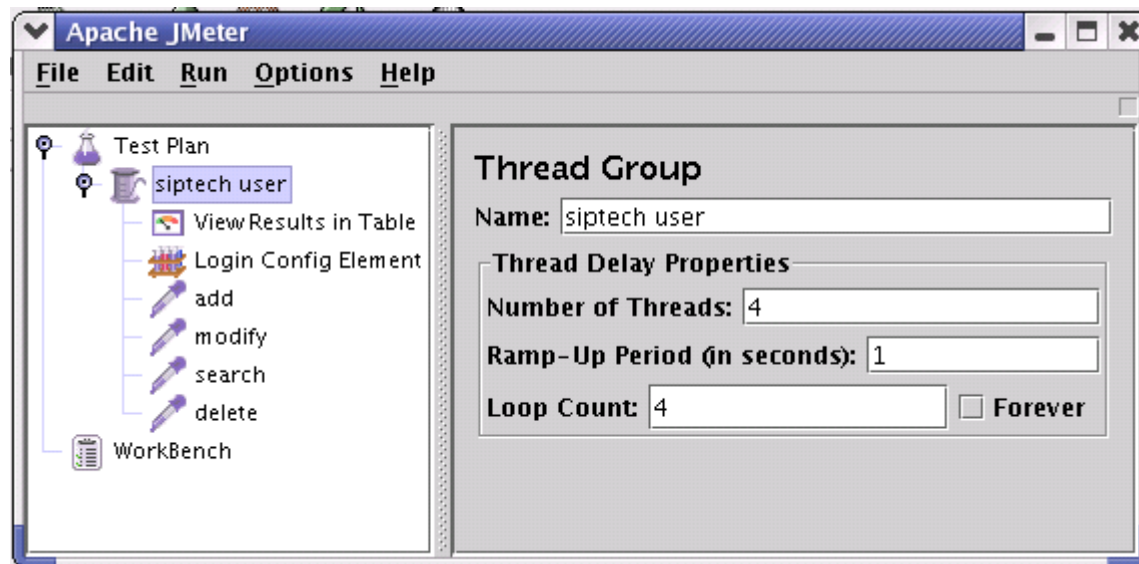 Apache JMeter
File Edit Run Options Help
Test Plan
siptech user
View Results in Table
Login Config Element
add
modify
search
delete
WorkBench
Thread Group
Name: siptech user
Thread Delay Properties
Number of Threads: 4
Ramp-Up Period (in seconds): 1
Loop Count: 4 Forever